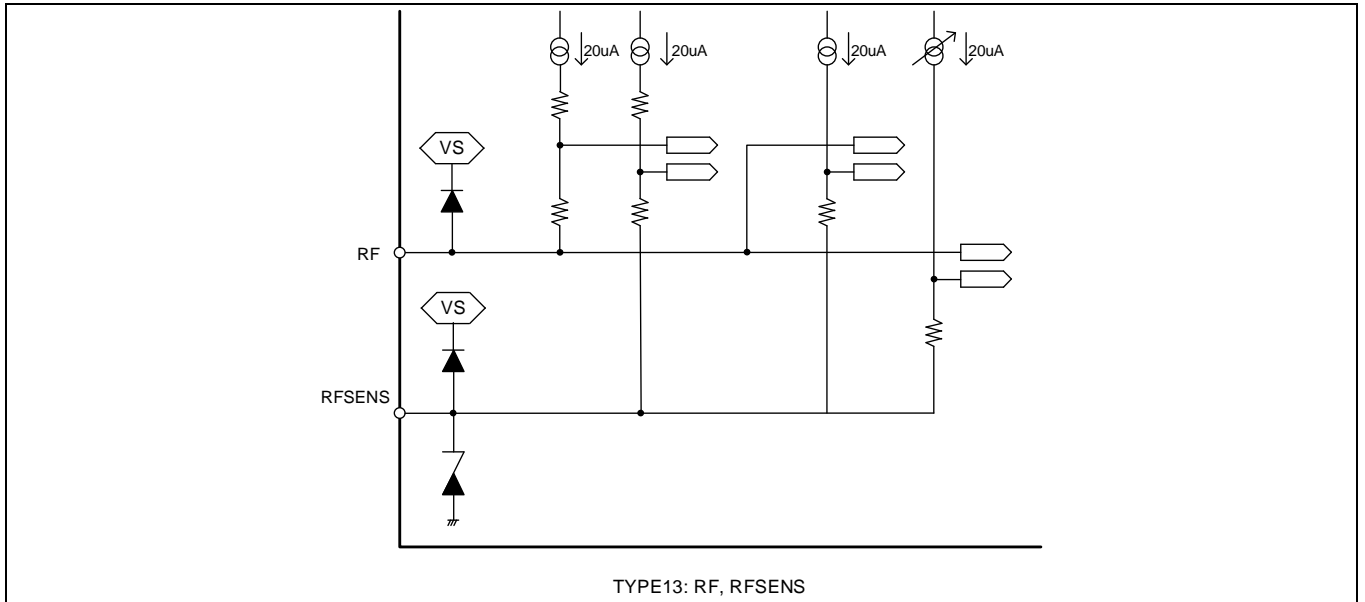 20uA 20uA 20uA 20uA
VS
RF
VS
RFSENS
TYPE13: RF, RFSENS